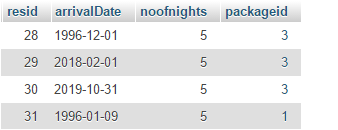 resid arrivalDate noofnights packageid
28 1996-12-01 5 3
29 2018-02-01 5 3
30 2019-10-31 5 3
31 1996-01-09 5 1